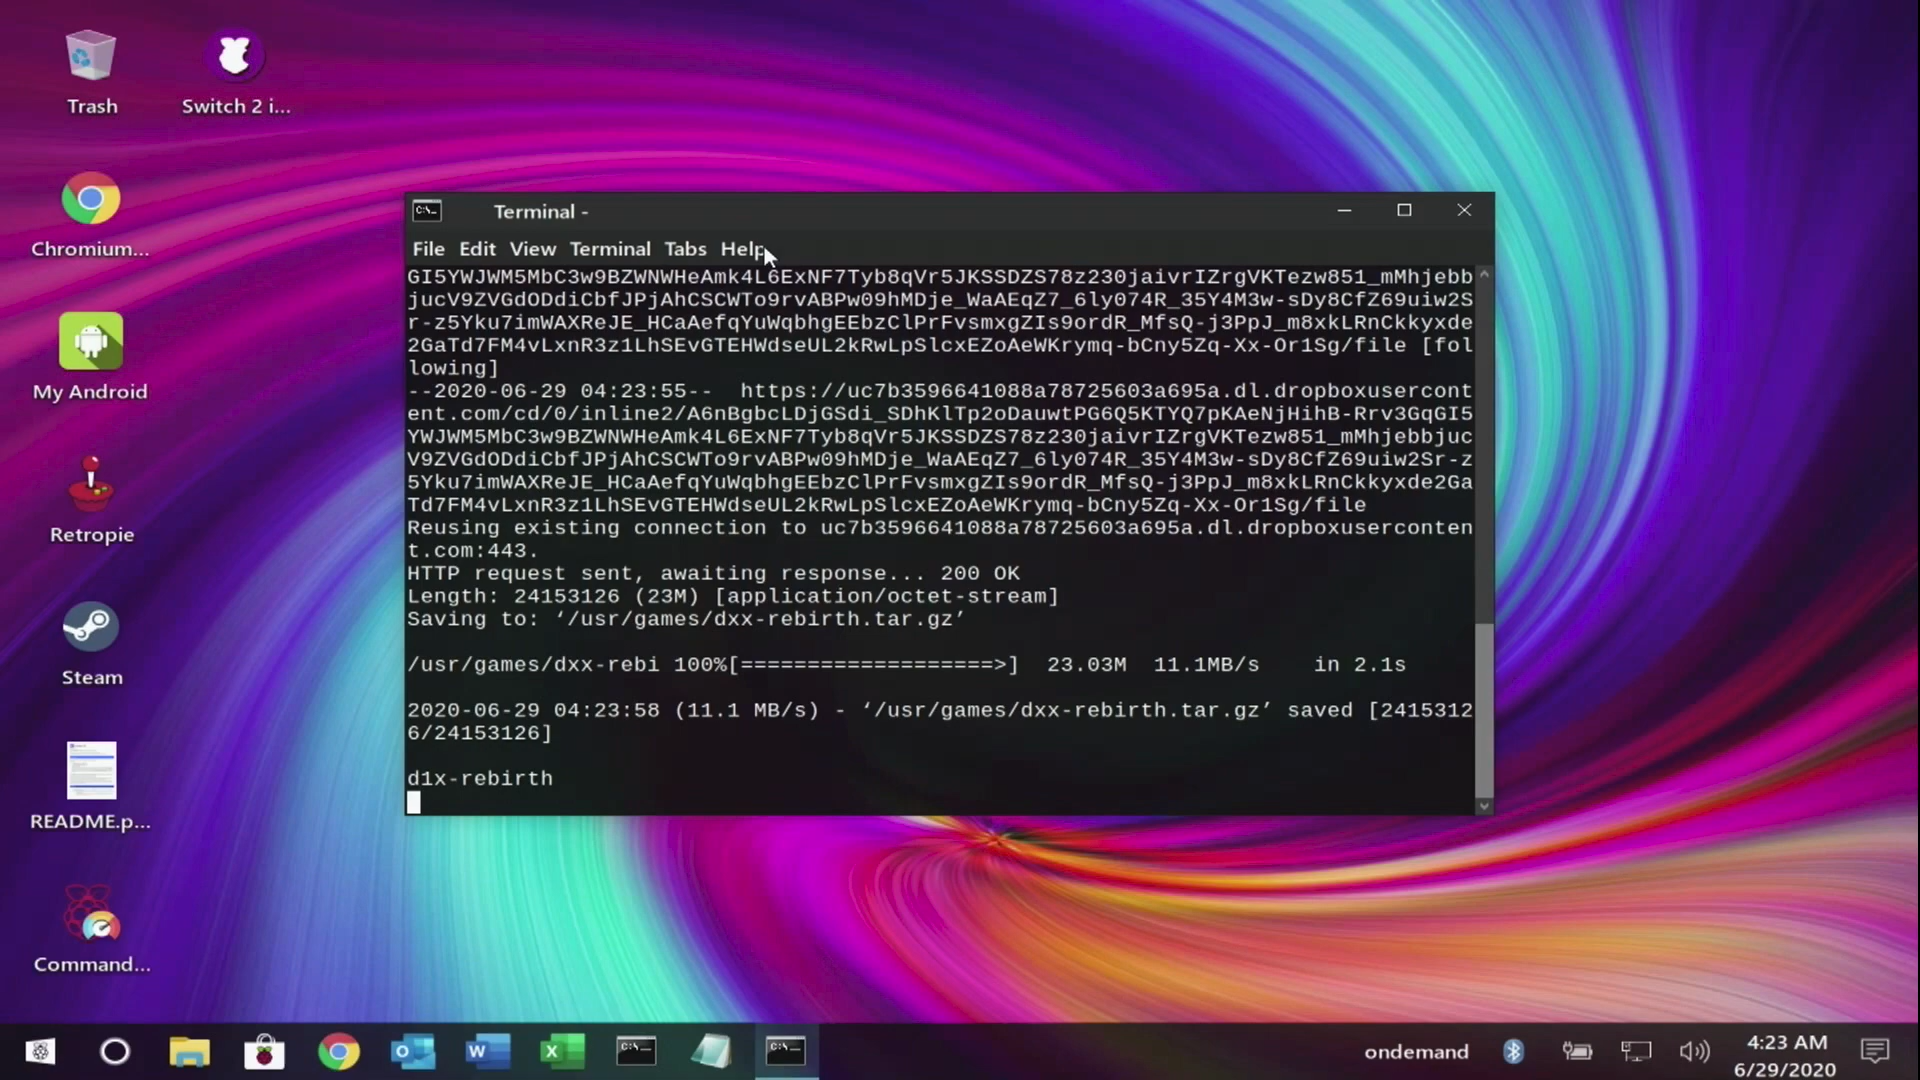 Trash
Switch 2 i...
Chromium...
My Android
Retropie
Steam
README.p...
Command...
Terminal -
File Edit View Terminal Tabs Help
GI5YWJWM5MbC3w9BZWNWHeAmk4L6ExNF7Tyb8qVr5JKSSDZS78z230jaivrIZrgVKTezw851_mMhjebb
jucV9ZVGdODdiCbfJPjAhCSCWTo9rvABPw09hMDje_WaAEqZ7_6ly074R_35Y4M3w-sDy8CfZ69uiw2S
r-z5Yku7imWAXReJE_HCaAefqYuWqbhgEEbzClPrFvsmxgZIs9ordR_MfsQ-j3PpJ_m8xkLRnCkkyxde
2GaTd7FM4vLxnR3z1LhSEvGTEHWdseUL2kRwLpSlcxEZoAeWKrymq-bCny5Zq-Xx-Or1Sg/file [fol
lowing]
--2020-06-29 04:23:55--  https://uc7b3596641088a78725603a695a.dl.dropboxusercont
ent.com/cd/0/inline2/A6nBgbcLDjGSdi_SDhKlTp2oDauwtPG6Q5KTYQ7pKAeNjHihB-Rrv3GqGI5
YWJWM5MbC3w9BZWNWHeAmk4L6ExNF7Tyb8qVr5JKSSDZS78z230jaivrIZrgVKTezw851_mMhjebbjuc
V9ZVGdODdiCbfJPjAhCSCWTo9rvABPw09hMDje_WaAEqZ7_6ly074R_35Y4M3w-sDy8CfZ69uiw2Sr-z
5Yku7imWAXReJE_HCaAefqYuWqbhgEEbzClPrFvsmxgZIs9ordR_MfsQ-j3PpJ_m8xkLRnCkkyxde2Ga
Td7FM4vLxnR3z1LhSEvGTEHWdseUL2kRwLpSlcxEZoAeWKrymq-bCny5Zq-Xx-Or1Sg/file
Reusing existing connection to uc7b3596641088a78725603a695a.dl.dropboxuserconten
t.com:443.
HTTP request sent, awaiting response... 200 OK
Length: 24153126 (23M) [application/octet-stream]
Saving to: ‘/usr/games/dxx-rebirth.tar.gz’
/usr/games/dxx-rebi 100%[===================>]  23.03M  11.1MB/s    in 2.1s
2020-06-29 04:23:58 (11.1 MB/s) - ‘/usr/games/dxx-rebirth.tar.gz’ saved [2415312
6/24153126]
d1x-rebirth
ondemand
4:23 AM
6/29/2020